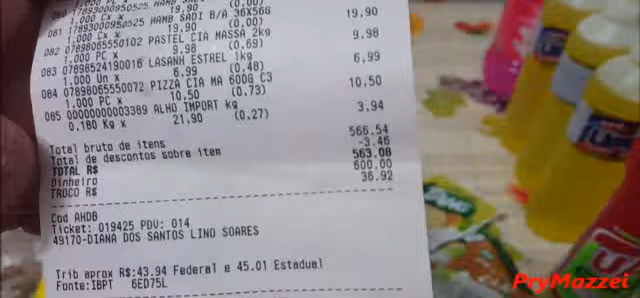 1.000 Cx x 19.90 (0,00)
081 17893000950525 HAMB SADI B/A 36X56G 19.90
1.000 Cx x 19.90 (0,00)
082 07898065550102 PASTEL CIA MASSA 2kg 9.98
1.000 PC x 9.98 (0.69)
083 07898524190016 LASANH ESTREL 1kg 6.99
1.000 Un x 6.99 (0.48)
084 07898065550072 PIZZA CIA MA 600G C3 10.50
1.000 PC x 10.50 (0.73)
085 00000000003389 ALHO IMPORT kg 3.94
0.180 Kg x 21,90 (0.27)
Total bruto de itens 566.54
Total de descontos sobre item -3.46
TOTAL R$ 563.08
Dinheiro 600.00
TROCO R$ 36.92
Cod AHDB
Ticket: 019425 PDV: 014
49170-DIANA DOS SANTOS LINO SOARES
Trib aprox R$:43.94 Federal e 45.01 Estadual
Fonte:IBPT 6ED75L
PryMazzei